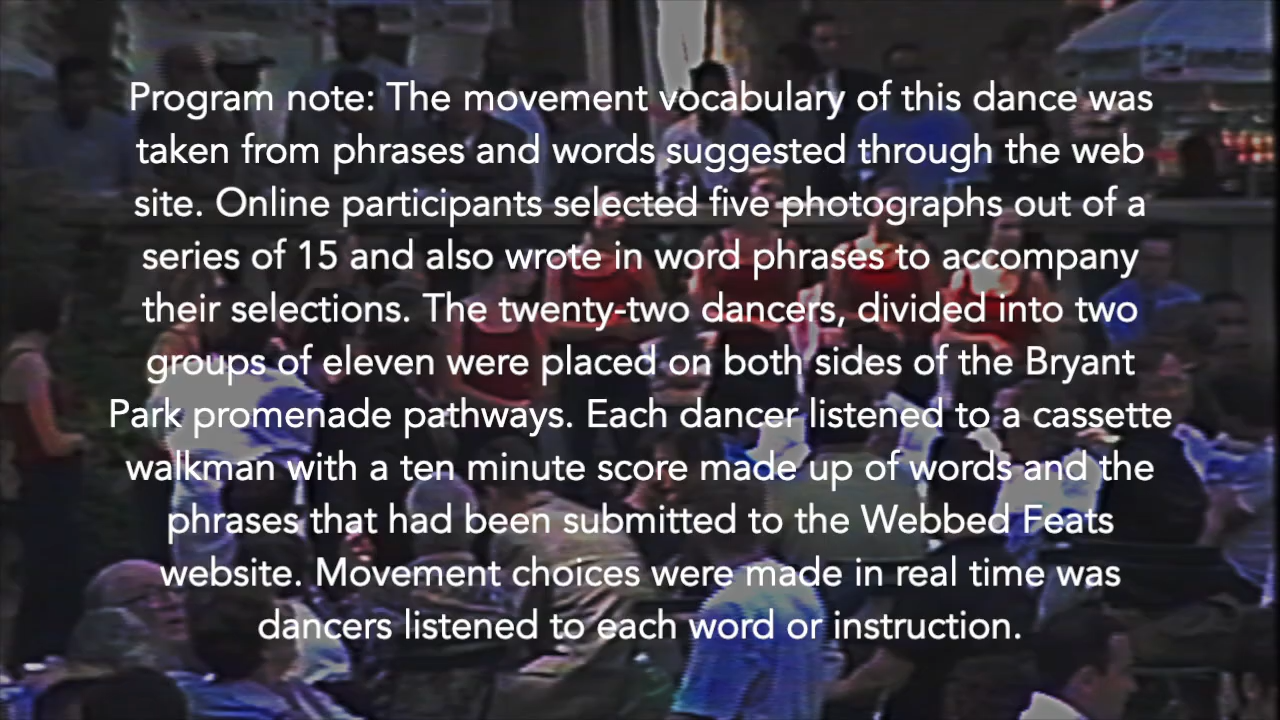 Program note: The movement vocabulary of this dance was
taken from phrases and words suggested through the web
site. Online participants selected five photographs out of a
series of 15 and also wrote in word phrases to accompany
their selections. The twenty-two dancers, divided into two
groups of eleven were placed on both sides of the Bryant
Park promenade pathways. Each dancer listened to a cassette
walkman with a ten minute score made up of words and the
phrases that had been submitted to the Webbed Feats
website. Movement choices were made in real time was
dancers listened to each word or instruction.